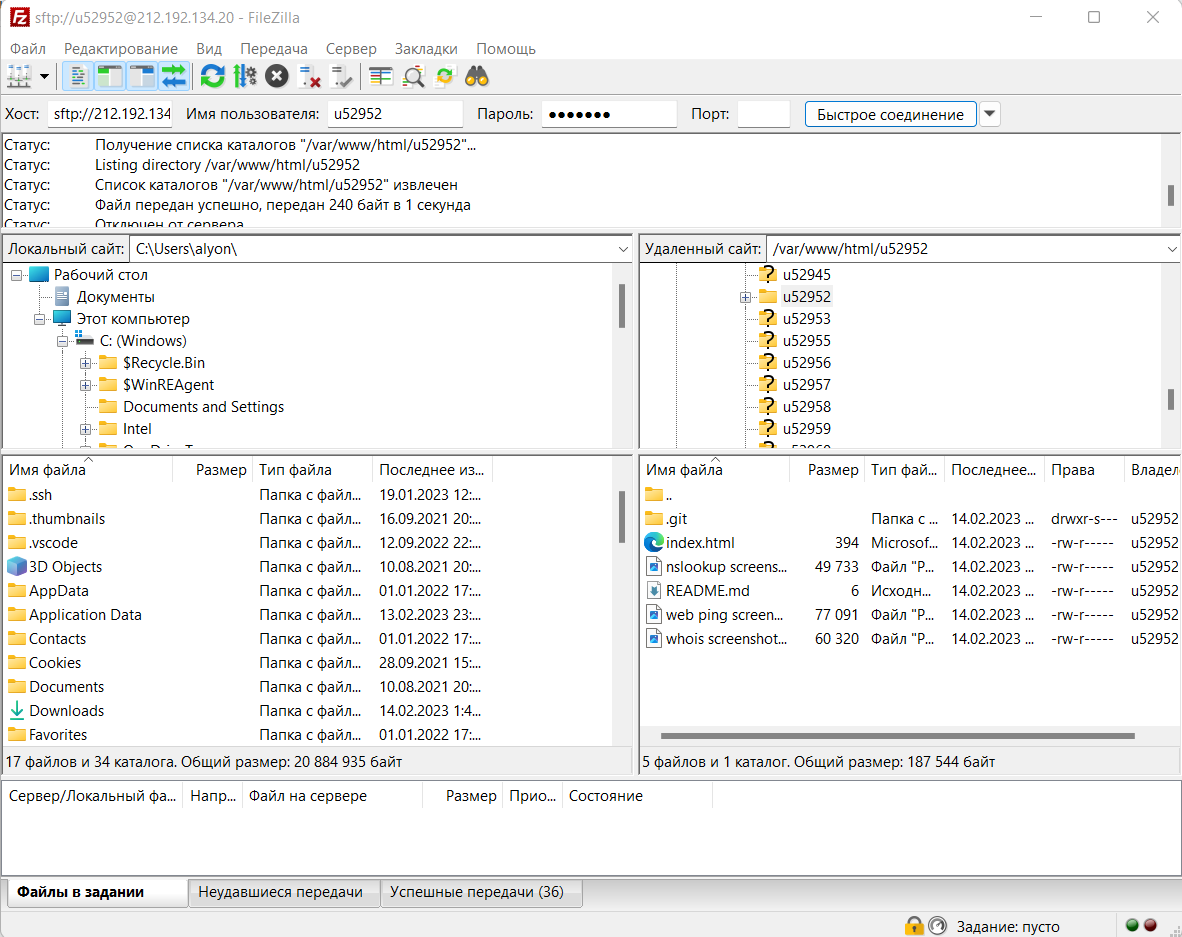 sftp://u52952@212.192.134.20 - FileZilla
Файл Редактирование Вид Передача Сервер Закладки Помощь
Хост: sftp://212.192.134 Имя пользователя: u52952 Пароль: ●●●●●●● Порт: Быстрое соединение
Статус: Получение списка каталогов "/var/www/html/u52952"...
Статус: Listing directory /var/www/html/u52952
Статус: Список каталогов "/var/www/html/u52952" извлечен
Статус: Файл передан успешно, передан 240 байт в 1 секунда
Статус: Отключен от сервера
Локальный сайт: C:\Users\alyon\
Рабочий стол
Документы
Этот компьютер
C: (Windows)
$Recycle.Bin
$WinREAgent
Documents and Settings
Intel
Удаленный сайт: /var/www/html/u52952
u52945
u52952
u52953
u52955
u52956
u52957
u52958
u52959
u52960
Имя файла Размер Тип файла Последнее из...
.ssh Папка с файл... 19.01.2023 12:...
.thumbnails Папка с файл... 16.09.2021 20:...
.vscode Папка с файл... 12.09.2022 22:...
3D Objects Папка с файл... 10.08.2021 20:...
AppData Папка с файл... 01.01.2022 17:...
Application Data Папка с файл... 13.02.2023 23:...
Contacts Папка с файл... 01.01.2022 17:...
Cookies Папка с файл... 28.09.2021 15:...
Documents Папка с файл... 10.08.2021 20:...
Downloads Папка с файл... 14.02.2023 1:4...
Favorites Папка с файл... 01.01.2022 17:...
17 файлов и 34 каталога. Общий размер: 20 884 935 байт
Имя файла Размер Тип фай... Последнее... Права Владел
..
.git Папка с ... 14.02.2023 ... drwxr-s--- u52952
index.html 394 Microsof... 14.02.2023 ... -rw-r----- u52952
nslookup screens... 49 733 Файл "P... 14.02.2023 ... -rw-r----- u52952
README.md 6 Исходн... 14.02.2023 ... -rw-r----- u52952
web ping screen... 77 091 Файл "P... 14.02.2023 ... -rw-r----- u52952
whois screenshot... 60 320 Файл "P... 14.02.2023 ... -rw-r----- u52952
5 файлов и 1 каталог. Общий размер: 187 544 байт
Сервер/Локальный фа... Напр... Файл на сервере Размер Прио... Состояние
Файлы в задании Неудавшиеся передачи Успешные передачи (36)
Задание: пусто